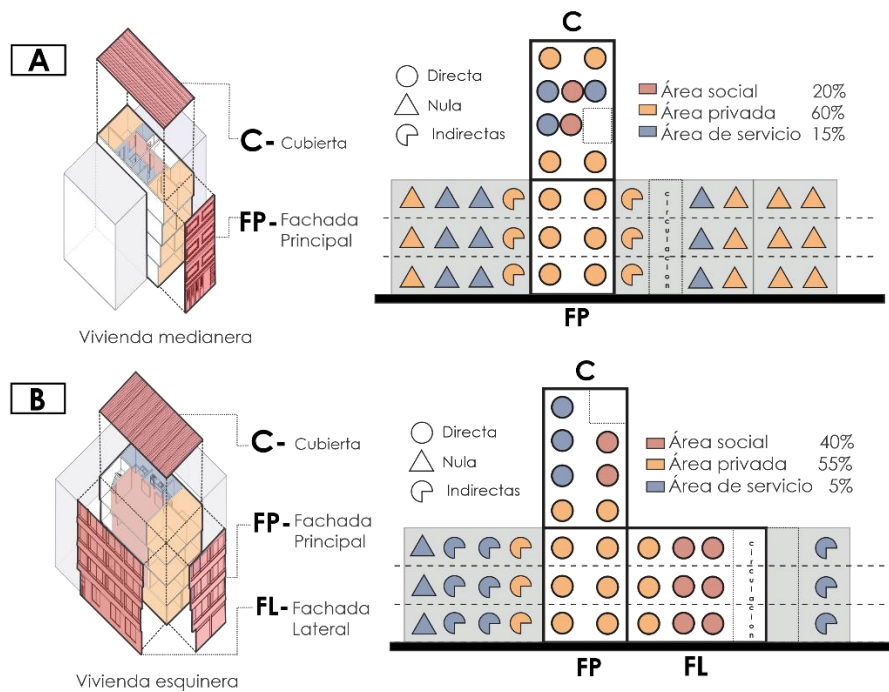 A
C- Cubierta
FP- Fachada
Principal
Vivienda medianera
C
Directa
Nula
Indirectas
Área social 20%
Área privada 60%
Área de servicio 15%
circulacion
FP
B
C- Cubierta
FP- Fachada
Principal
FL- Fachada
Lateral
Vivienda esquinera
C
Directa
Nula
Indirectas
Área social 40%
Área privada 55%
Área de servicio 5%
circulacion
FP
FL